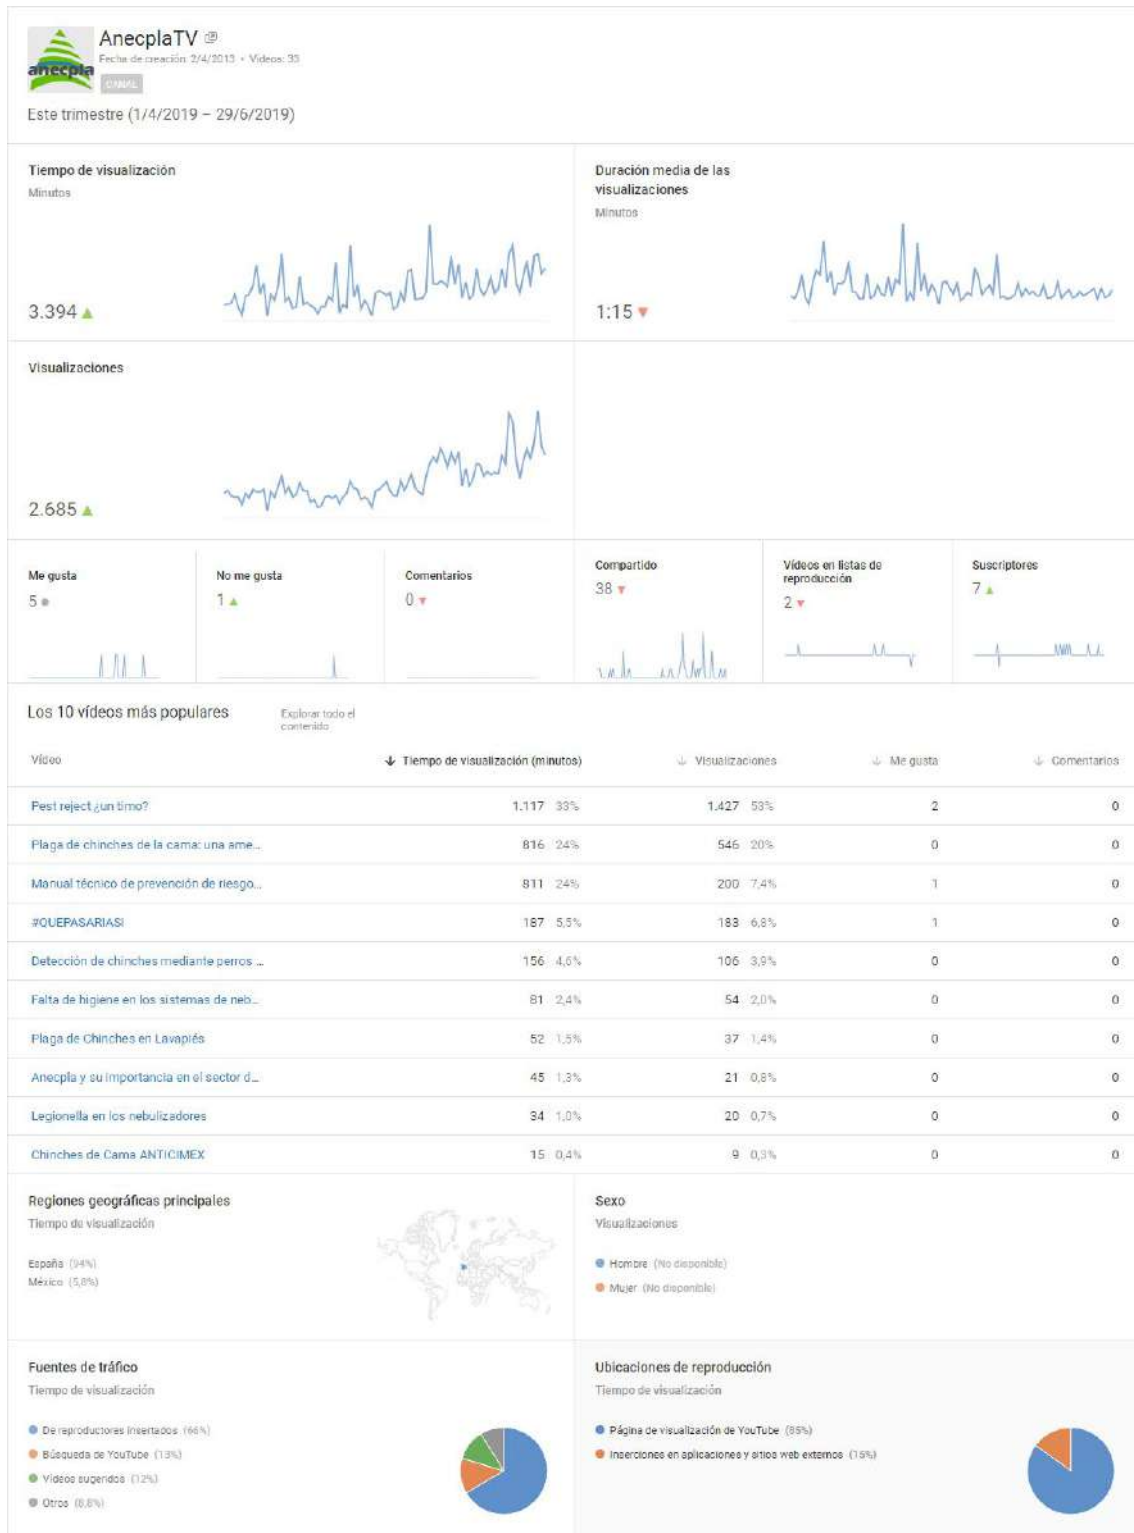 anecpla
AnecplaTV
Fecha de creación: 2/4/2013 • Vídeos: 33
CANAL
Este trimestre (1/4/2019 – 29/6/2019)
Tiempo de visualización
Minutos
3.394
Duración media de las
visualizaciones
Minutos
1:15
Visualizaciones
2.685
Me gusta
5
No me gusta
1
Comentarios
0
Compartido
38
Vídeos en listas de
reproducción
2
Suscriptores
7
Los 10 vídeos más populares
Explorar todo el
contenido
Vídeo Tiempo de visualización (minutos) Visualizaciones Me gusta Comentarios
Pest reject ¿un timo? 1.117 33% 1.427 53% 2 0
Plaga de chinches de la cama: una ame... 816 24% 546 20% 0 0
Manual técnico de prevención de riesgo... 811 24% 200 7,4% 1 0
#QUEPASARIASI 187 5,5% 183 6,8% 1 0
Detección de chinches mediante perros ... 156 4,6% 106 3,9% 0 0
Falta de higiene en los sistemas de neb... 81 2,4% 54 2,0% 0 0
Plaga de Chinches en Lavapiés 52 1,5% 37 1,4% 0 0
Anecpla y su importancia en el sector d... 45 1,3% 21 0,8% 0 0
Legionella en los nebulizadores 34 1,0% 20 0,7% 0 0
Chinches de Cama ANTICIMEX 15 0,4% 9 0,3% 0 0
Regiones geográficas principales
Tiempo de visualización
España (94%)
México (5,8%)
Sexo
Visualizaciones
Hombre (No disponible)
Mujer (No disponible)
Fuentes de tráfico
Tiempo de visualización
De reproductores insertados (66%)
Búsqueda de YouTube (13%)
Vídeos sugeridos (12%)
Otros (8,8%)
Ubicaciones de reproducción
Tiempo de visualización
Página de visualización de YouTube (85%)
Inserciones en aplicaciones y sitios web externos (15%)